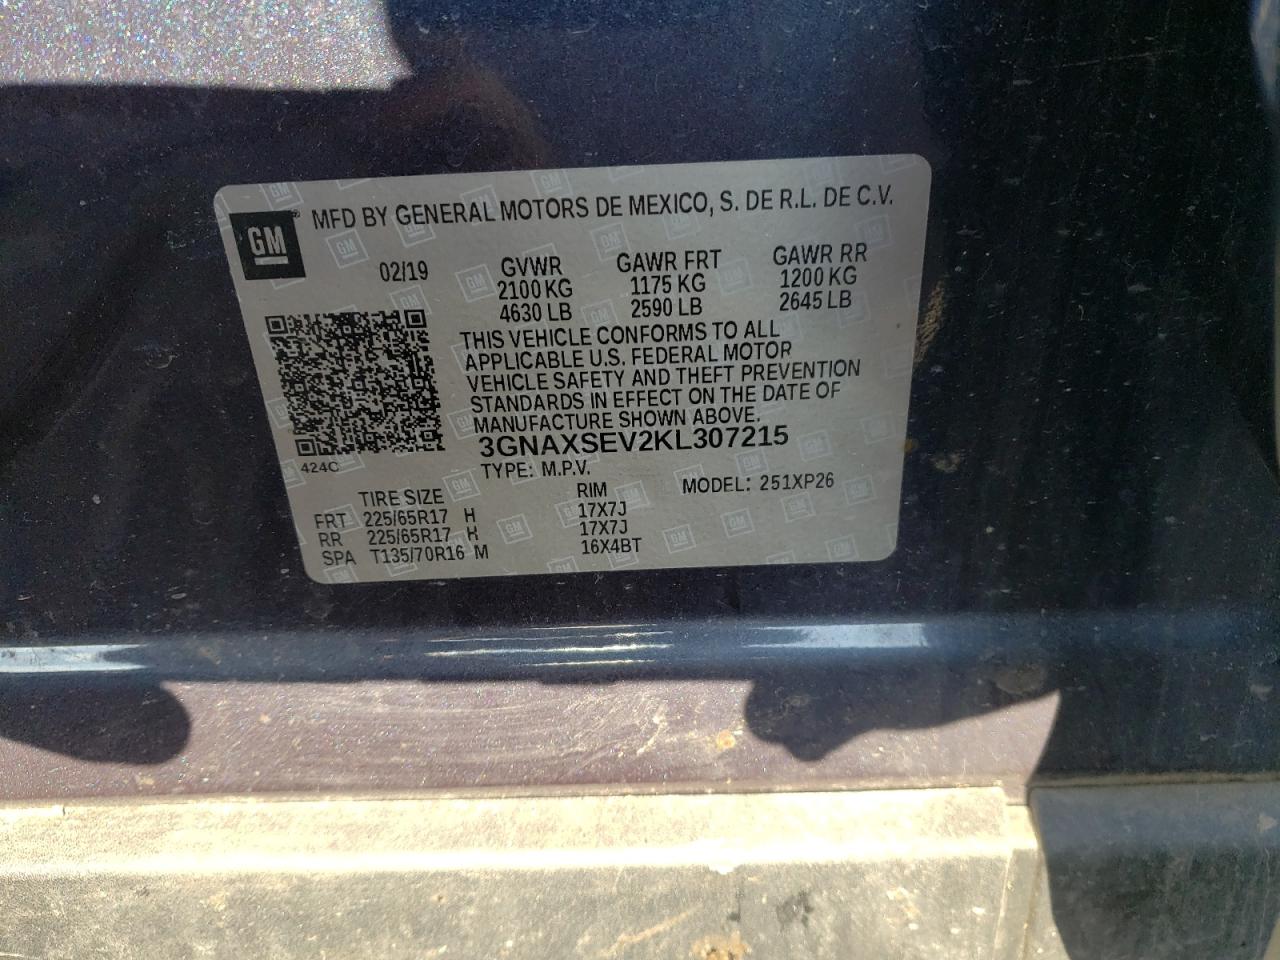 GM
MFD BY GENERAL MOTORS DE MEXICO, S. DE R.L. DE C.V.
02/19 GVWR GAWR FRT GAWR RR
2100 KG 1175 KG 1200 KG
4630 LB 2590 LB 2645 LB
THIS VEHICLE CONFORMS TO ALL
APPLICABLE U.S. FEDERAL MOTOR
VEHICLE SAFETY AND THEFT PREVENTION
STANDARDS IN EFFECT ON THE DATE OF
MANUFACTURE SHOWN ABOVE.
3GNAXSEV2KL307215
424C
TYPE: M.P.V.
TIRE SIZE RIM MODEL: 251XP26
FRT 225/65R17 H 17X7J
RR 225/65R17 H 17X7J
SPA T135/70R16 M 16X4BT